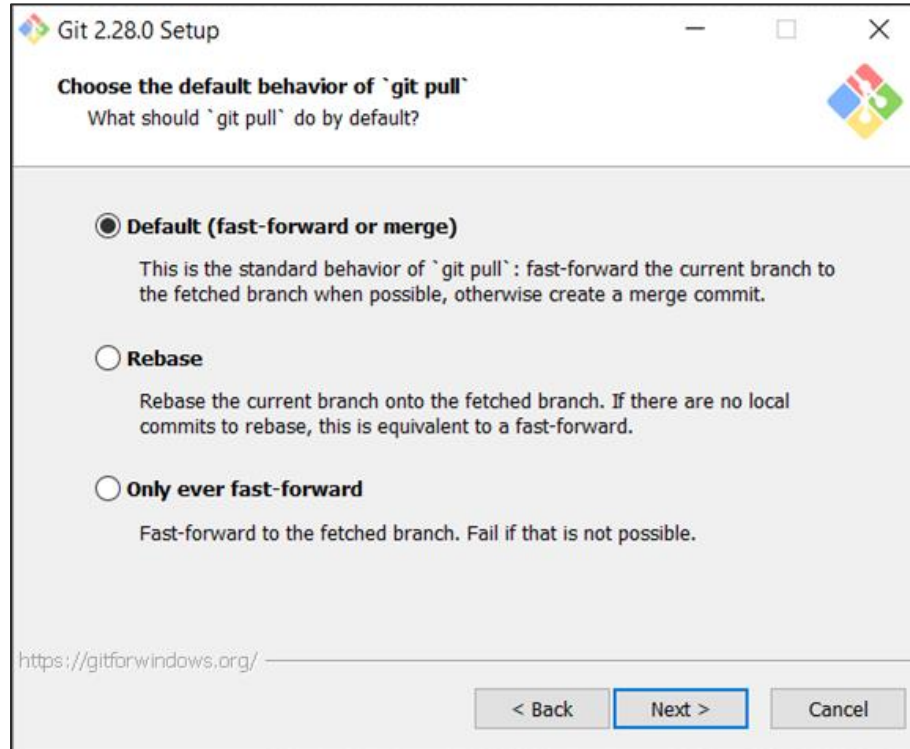 Git 2.28.0 Setup
Choose the default behavior of `git pull`
What should `git pull` do by default?
Default (fast-forward or merge)
This is the standard behavior of `git pull`: fast-forward the current branch to
the fetched branch when possible, otherwise create a merge commit.
Rebase
Rebase the current branch onto the fetched branch. If there are no local
commits to rebase, this is equivalent to a fast-forward.
Only ever fast-forward
Fast-forward to the fetched branch. Fail if that is not possible.
https://gitforwindows.org/
< Back Next > Cancel